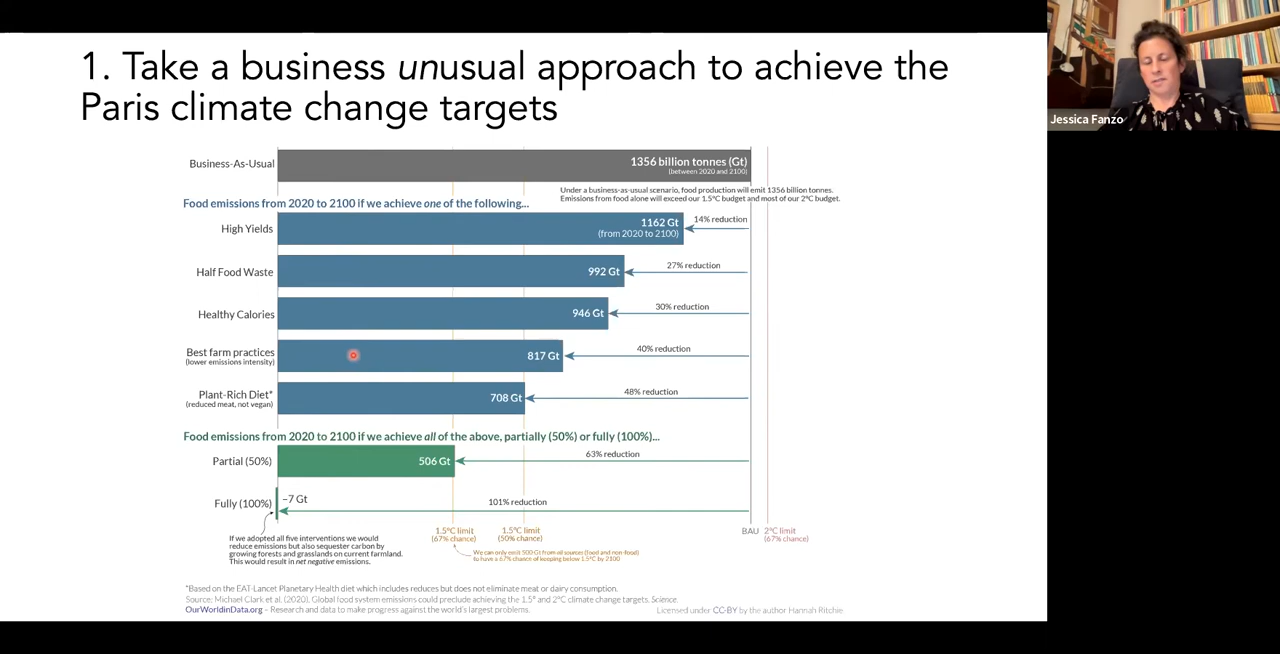 1. Take a business unusual approach to achieve the
Paris climate change targets
Jessica Fanzo
Business-As-Usual
1356 billion tonnes (Gt)
(between 2020 and 2100)
Under a business-as-usual scenario, food production will emit 1356 billion tonnes.
Emissions from food alone will exceed our 1.5°C budget and most of our 2°C budget.
Food emissions from 2020 to 2100 if we achieve one of the following...
High Yields
1162 Gt
(from 2020 to 2100)
14% reduction
Half Food Waste
992 Gt
27% reduction
Healthy Calories
946 Gt
30% reduction
Best farm practices
(lower emissions intensity)
817 Gt
40% reduction
Plant-Rich Diet*
(reduced meat, not vegan)
708 Gt
48% reduction
Food emissions from 2020 to 2100 if we achieve all of the above, partially (50%) or fully (100%)...
Partial (50%)
506 Gt
63% reduction
Fully (100%)
–7 Gt
101% reduction
If we adopted all five interventions we would
reduce emissions but also sequester carbon by
growing forests and grasslands on current farmland.
This would result in net negative emissions.
1.5°C limit
(67% chance)
1.5°C limit
(50% chance)
BAU
2°C limit
(67% chance)
We can only emit 500 Gt from all sources (food and non-food)
to have a 67% chance of keeping below 1.5°C by 2100
*Based on the EAT-Lancet Planetary Health diet which includes reduces but does not eliminate meat or dairy consumption.
Source: Michael Clark et al. (2020). Global food system emissions could preclude achieving the 1.5° and 2°C climate change targets. Science.
OurWorldinData.org – Research and data to make progress against the world's largest problems.
Licensed under CC-BY by the author Hannah Ritchie